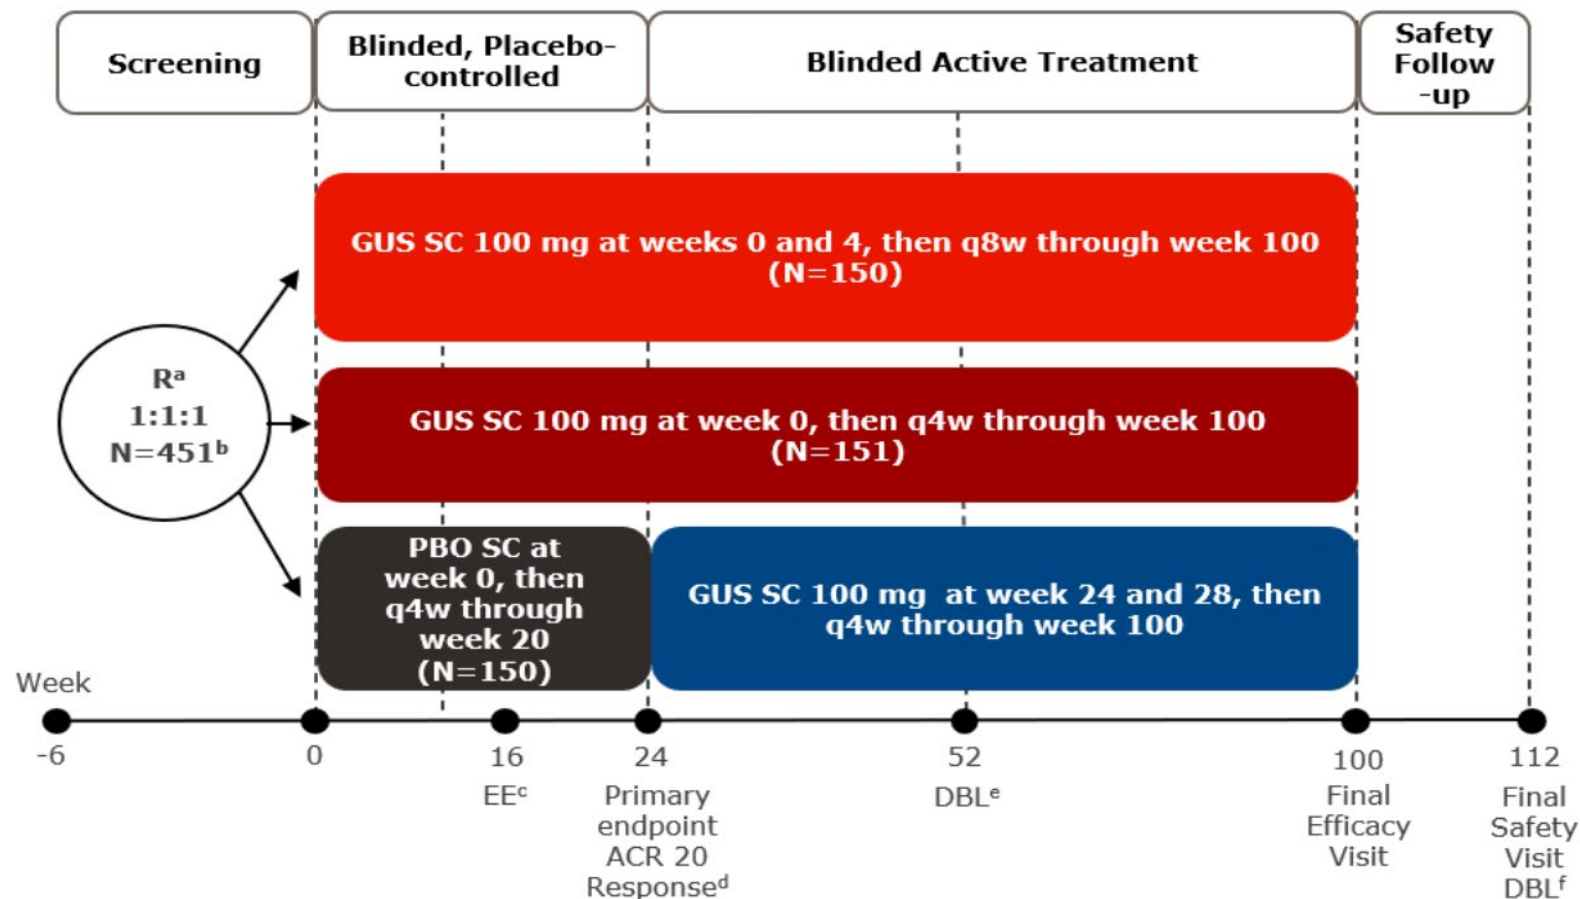 Screening
Blinded, Placebo-
controlled
Blinded Active Treatment
Safety
Follow
-up
GUS SC 100 mg at weeks 0 and 4, then q8w through week 100
(N=150)
Rᵃ
1:1:1
N=451ᵇ
GUS SC 100 mg at week 0, then q4w through week 100
(N=151)
PBO SC at
week 0, then
q4w through
week 20
(N=150)
GUS SC 100 mg at week 24 and 28, then
q4w through week 100
Week
-6
0
16
24
52
100
112
EEᶜ
Primary
endpoint
ACR 20
Responseᵈ
DBLᵉ
Final
Efficacy
Visit
Final
Safety
Visit
DBLᶠ